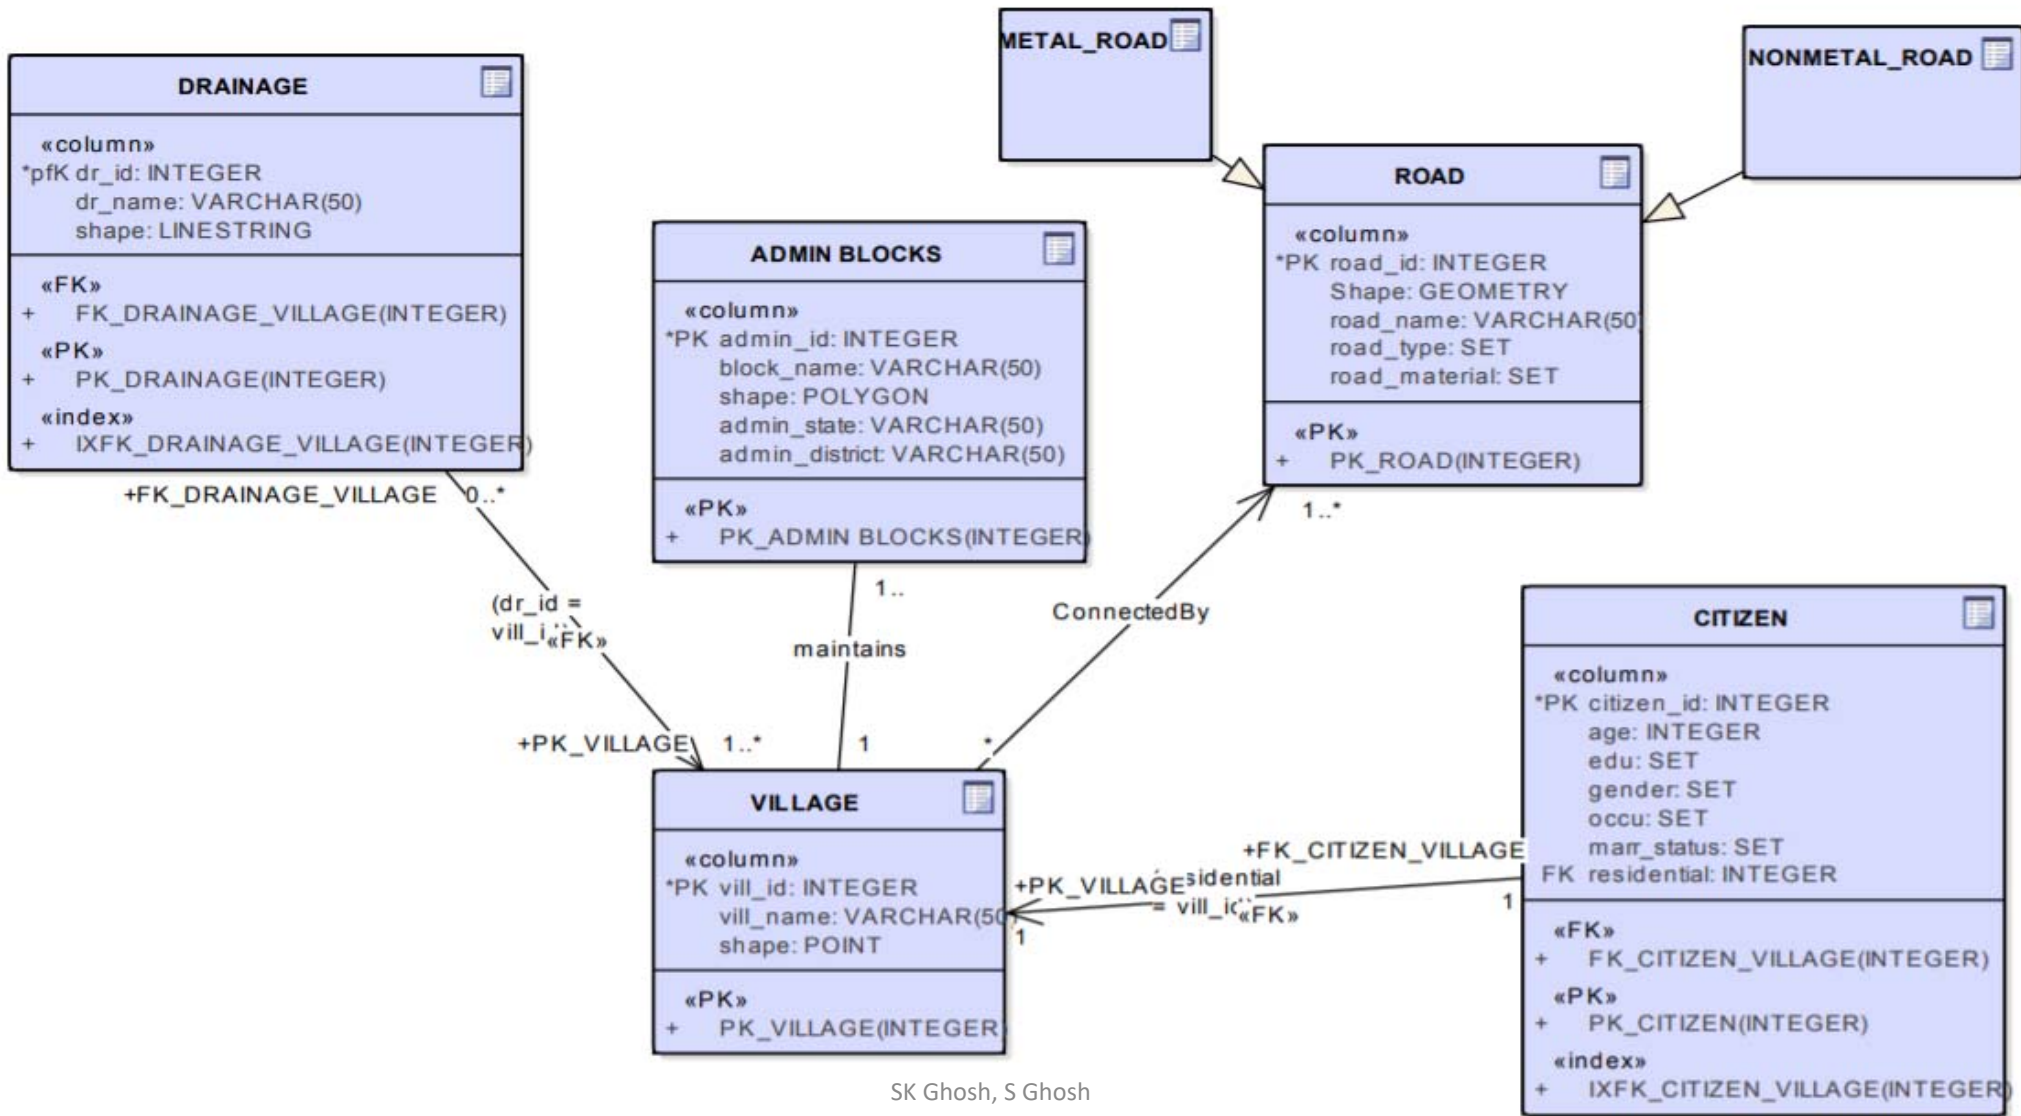 METAL_ROAD
NONMETAL_ROAD
DRAINAGE
«column»
*pfK dr_id: INTEGER
dr_name: VARCHAR(50)
shape: LINESTRING
«FK»
+ FK_DRAINAGE_VILLAGE(INTEGER)
«PK»
+ PK_DRAINAGE(INTEGER)
«index»
+ IXFK_DRAINAGE_VILLAGE(INTEGER)
+FK_DRAINAGE_VILLAGE 0..*
ROAD
«column»
*PK road_id: INTEGER
Shape: GEOMETRY
road_name: VARCHAR(50
road_type: SET
road_material: SET
«PK»
+ PK_ROAD(INTEGER)
1..*
ADMIN BLOCKS
«column»
*PK admin_id: INTEGER
block_name: VARCHAR(50)
shape: POLYGON
admin_state: VARCHAR(50)
admin_district: VARCHAR(50)
«PK»
+ PK_ADMIN BLOCKS(INTEGER)
1..
(dr_id =
vill_i
«FK»
maintains
ConnectedBy
+PK_VILLAGE 1..*
1
*
VILLAGE
«column»
*PK vill_id: INTEGER
vill_name: VARCHAR(50
shape: POINT
«PK»
+ PK_VILLAGE(INTEGER)
CITIZEN
«column»
*PK citizen_id: INTEGER
age: INTEGER
edu: SET
gender: SET
occu: SET
marr_status: SET
FK residential: INTEGER
«FK»
+ FK_CITIZEN_VILLAGE(INTEGER)
«PK»
+ PK_CITIZEN(INTEGER)
«index»
+ IXFK_CITIZEN_VILLAGE(INTEGER)
+FK_CITIZEN_VILLAGE
+PK_VILLAGE
sidential
= vill_id
«FK»
1
1
SK Ghosh, S Ghosh